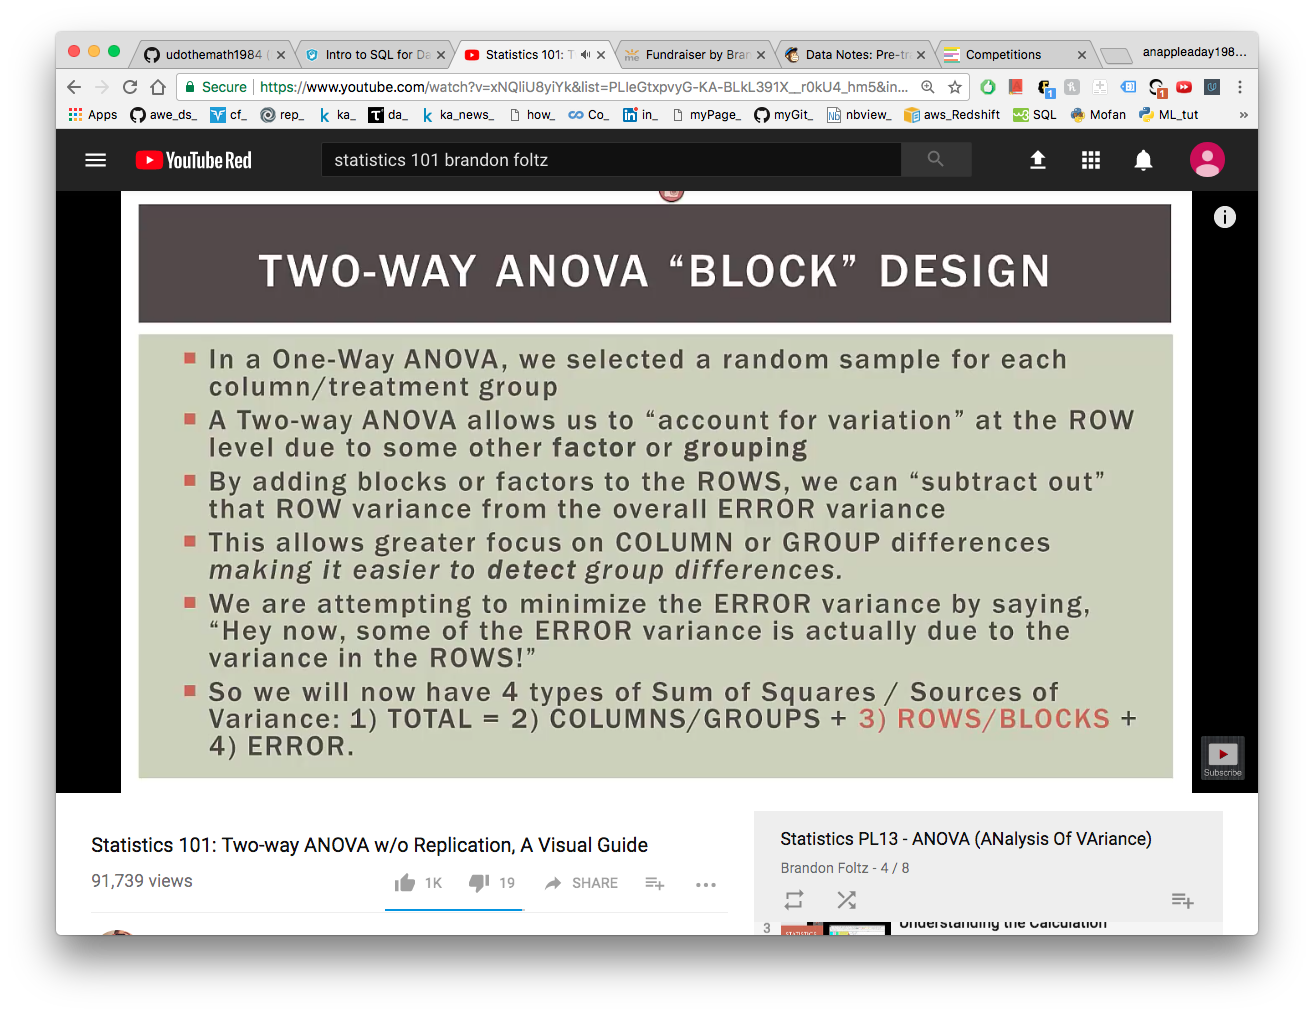 udothemath1984 (
Intro to SQL for Da
Statistics 101: T
Fundraiser by Bran
Data Notes: Pre-tr
Competitions
anappleaday198...
Secure
https://www.youtube.com/watch?v=xNQliU8yiYk&list=PLIeGtxpvyG-KA-BLkL391X__r0kU4_hm5&in...
Apps
awe_ds_
cf_
rep_
ka_
da_
ka_news_
how_
Co_
in_
myPage_
myGit_
nbview_
aws_Redshift
SQL
Mofan
ML_tut
»
YouTube Red
statistics 101 brandon foltz
TWO-WAY ANOVA “BLOCK” DESIGN
In a One-Way ANOVA, we selected a random sample for each
column/treatment group
A Two-way ANOVA allows us to “account for variation” at the ROW
level due to some other factor or grouping
By adding blocks or factors to the ROWS, we can “subtract out”
that ROW variance from the overall ERROR variance
This allows greater focus on COLUMN or GROUP differences
making it easier to detect group differences.
We are attempting to minimize the ERROR variance by saying,
“Hey now, some of the ERROR variance is actually due to the
variance in the ROWS!”
So we will now have 4 types of Sum of Squares / Sources of
Variance: 1) TOTAL = 2) COLUMNS/GROUPS + 3) ROWS/BLOCKS +
4) ERROR.
Subscribe
Statistics 101: Two-way ANOVA w/o Replication, A Visual Guide
91,739 views
1K
19
SHARE
Statistics PL13 - ANOVA (ANalysis Of VAriance)
Brandon Foltz - 4 / 8
3
Understanding the Calculation